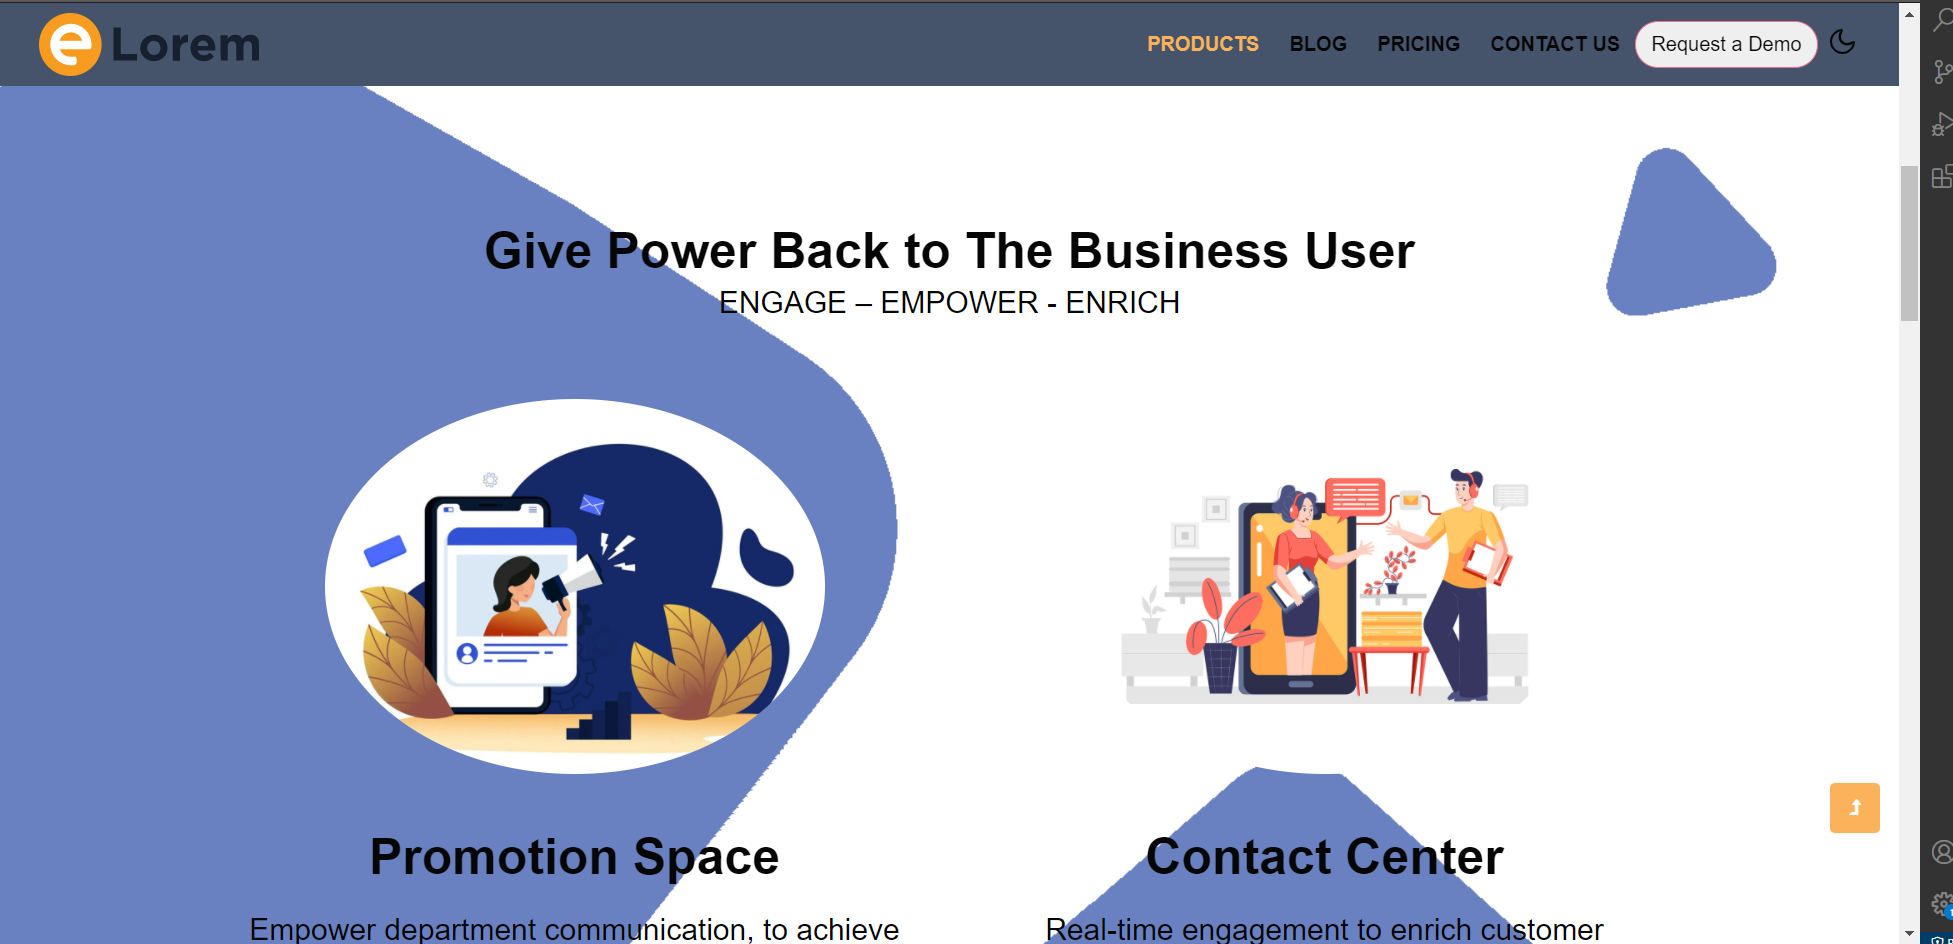 e Lorem
PRODUCTS BLOG PRICING CONTACT US Request a Demo
Give Power Back to The Business User
ENGAGE – EMPOWER - ENRICH
Promotion Space
Contact Center
Empower department communication, to achieve
Real-time engagement to enrich customer